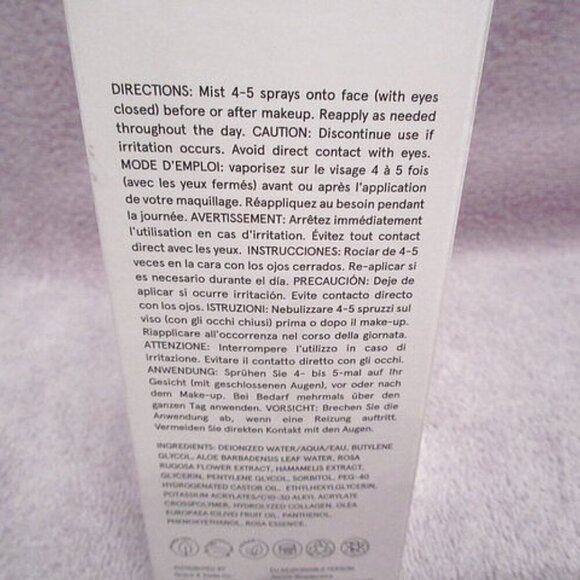 DIRECTIONS: Mist 4-5 sprays onto face (with eyes
closed) before or after makeup. Reapply as needed
throughout the day. CAUTION: Discontinue use if
irritation occurs. Avoid direct contact with eyes.
MODE D'EMPLOI: vaporisez sur le visage 4 à 5 fois
(avec les yeux fermés) avant ou après l'application
de votre maquillage. Réappliquez au besoin pendant
la journée. AVERTISSEMENT: Arrêtez immédiatement
l'utilisation en cas d'irritation. Évitez tout contact
direct avec les yeux. INSTRUCCIONES: Rociar de 4-5
veces en la cara con los ojos cerrados. Re-aplicar si
es necesario durante el día. PRECAUCIÓN: Deje de
aplicar si ocurre irritación. Evite contacto directo
con los ojos. ISTRUZIONI: Nebulizzare 4-5 spruzzi sul
viso (con gli occhi chiusi) prima o dopo il make-up.
Riapplicare all'occorrenza nel corso della giornata.
ATTENZIONE: Interrompere l'utilizzo in caso di
irritazione. Evitare il contatto diretto con gli occhi.
ANWENDUNG: Sprühen Sie 4- bis 5-mal auf Ihr
Gesicht (mit geschlossenen Augen), vor oder nach
dem Make-up. Bei Bedarf mehrmals über den
ganzen Tag anwenden. VORSICHT: Brechen Sie die
Anwendung ab, wenn eine Reizung auftritt.
Vermeiden Sie direkten Kontakt mit den Augen.
INGREDIENTS: DEIONIZED WATER/AQUA/EAU, BUTYLENE
GLYCOL, ALOE BARBADENSIS LEAF WATER, ROSA
RUGOSA FLOWER EXTRACT, HAMAMELIS EXTRACT,
GLYCERIN, PENTYLENE GLYCOL, SORBITOL, PEG-40
HYDROGENATED CASTOR OIL, ETHYLHEXYLGLYCERIN,
POTASSIUM ACRYLATES/C10-30 ALKYL ACRYLATE
CROSSPOLYMER, HYDROLYZED COLLAGEN, OLEA
EUROPAEA (OLIVE) FRUIT OIL, PANTHENOL,
PHENOXYETHANOL, ROSA ESSENCE.
DISTRIBUTED BY
EU RESPONSIBLE PERSON